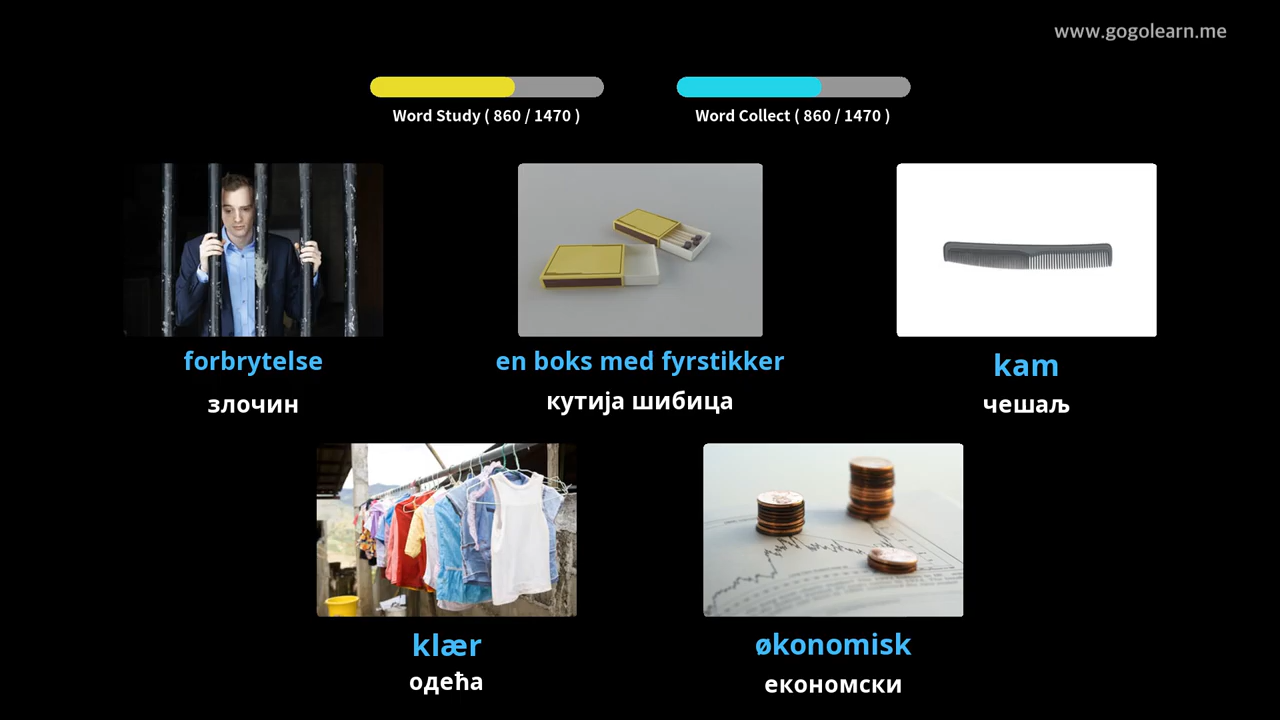 www.gogolearn.me
Word Study ( 860 / 1470 )
Word Collect ( 860 / 1470 )
forbrytelse
en boks med fyrstikker
kam
злочин
кутија шибица
чешаљ
klær
økonomisk
одећа
економски